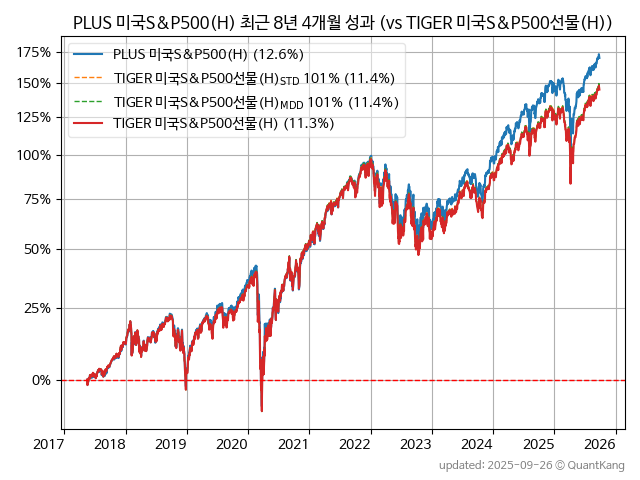 PLUS 미국S&P500(H) 최근 8년 4개월 성과 (vs TIGER 미국S&P500선물(H))
175%
150%
125%
100%
75%
50%
25%
0%
PLUS 미국S&P500(H) (12.6%)
TIGER 미국S&P500선물(H)STD 101% (11.4%)
TIGER 미국S&P500선물(H)MDD 101% (11.4%)
TIGER 미국S&P500선물(H) (11.3%)
2017 2018 2019 2020 2021 2022 2023 2024 2025 2026
updated: 2025-09-26 © QuantKang